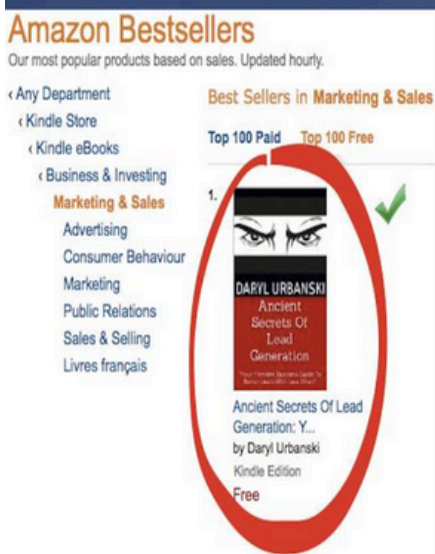 Amazon Bestsellers
Our most popular products based on sales. Updated hourly.
‹ Any Department
‹ Kindle Store
‹ Kindle eBooks
‹ Business & Investing
Marketing & Sales
Advertising
Consumer Behaviour
Marketing
Public Relations
Sales & Selling
Livres français
Best Sellers in Marketing & Sales
Top 100 Paid Top 100 Free
1.
DARYL URBANSKI
Ancient
Secrets Of
Lead
Generation
Ancient Secrets Of Lead
Generation: Y...
by Daryl Urbanski
Kindle Edition
Free